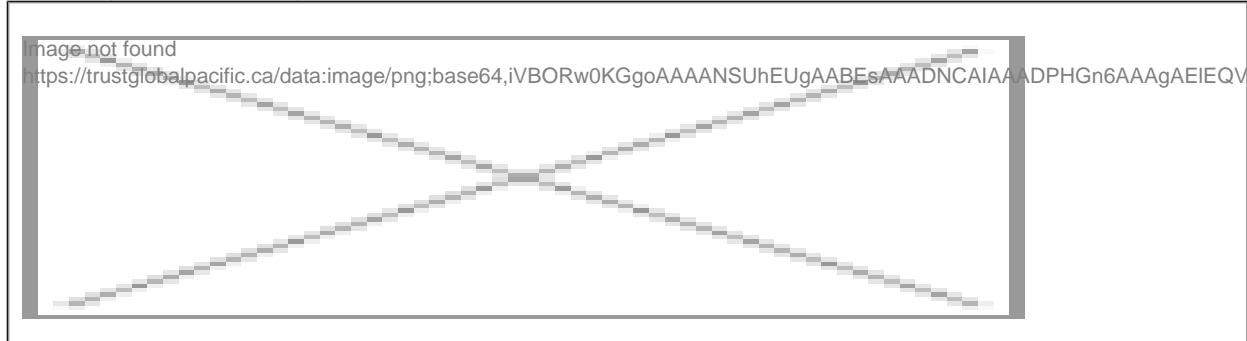 Image not found
https://trustglobalpacific.ca/data:image/png;base64,iVBORw0KGgoAAAANSUhEUgAABEsAAADNCAIAAADPHGn6AAAgAElEQV